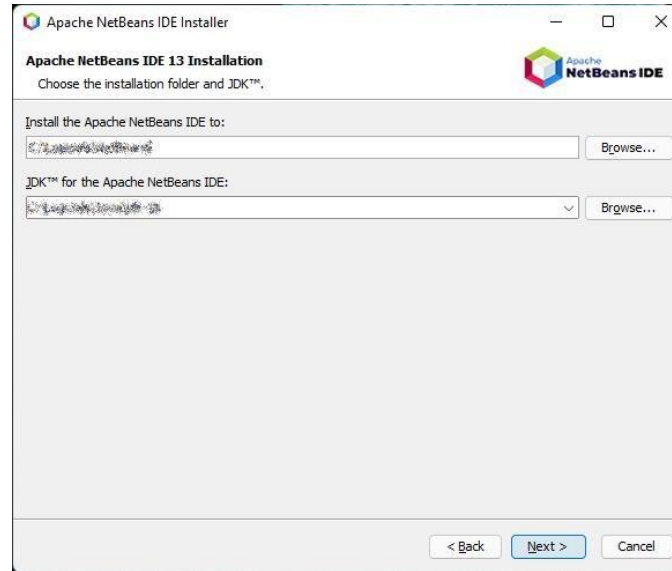 Apache NetBeans IDE Installer
Apache NetBeans IDE 13 Installation
Choose the installation folder and JDK™.
Apache
NetBeans IDE
Install the Apache NetBeans IDE to:
Browse...
JDK™ for the Apache NetBeans IDE:
Browse...
< Back
Next >
Cancel